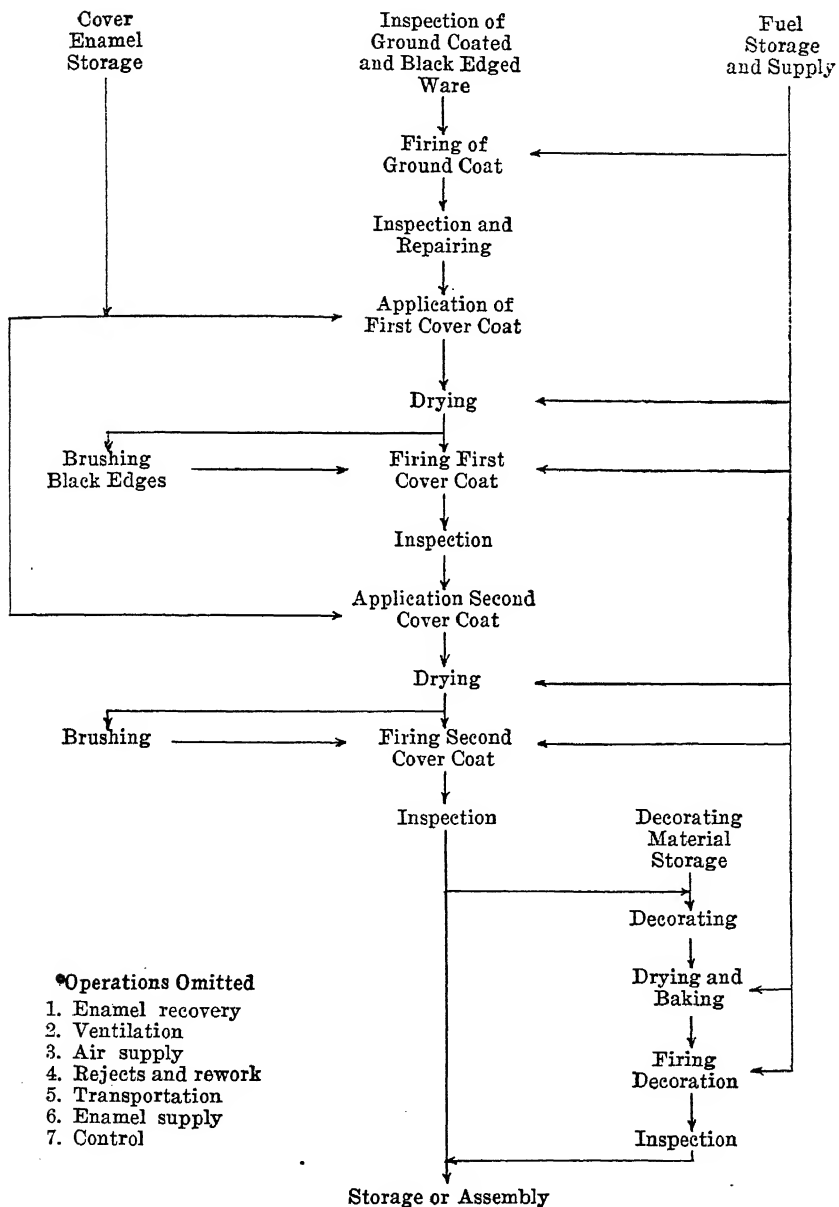 Cover
Enamel
Storage
Inspection of
Ground Coated
and Black Edged
Ware
Fuel
Storage
and Supply
Firing of
Ground Coat
Inspection and
Repairing
Application of
First Cover Coat
Drying
Brushing
Black Edges
Firing First
Cover Coat
Inspection
Application Second
Cover Coat
Drying
Brushing
Firing Second
Cover Coat
Inspection
Decorating
Material
Storage
Decorating
Drying and
Baking
Firing
Decoration
Inspection
Operations Omitted
1. Enamel recovery
2. Ventilation
3. Air supply
4. Rejects and rework
5. Transportation
6. Enamel supply
7. Control
Storage or Assembly